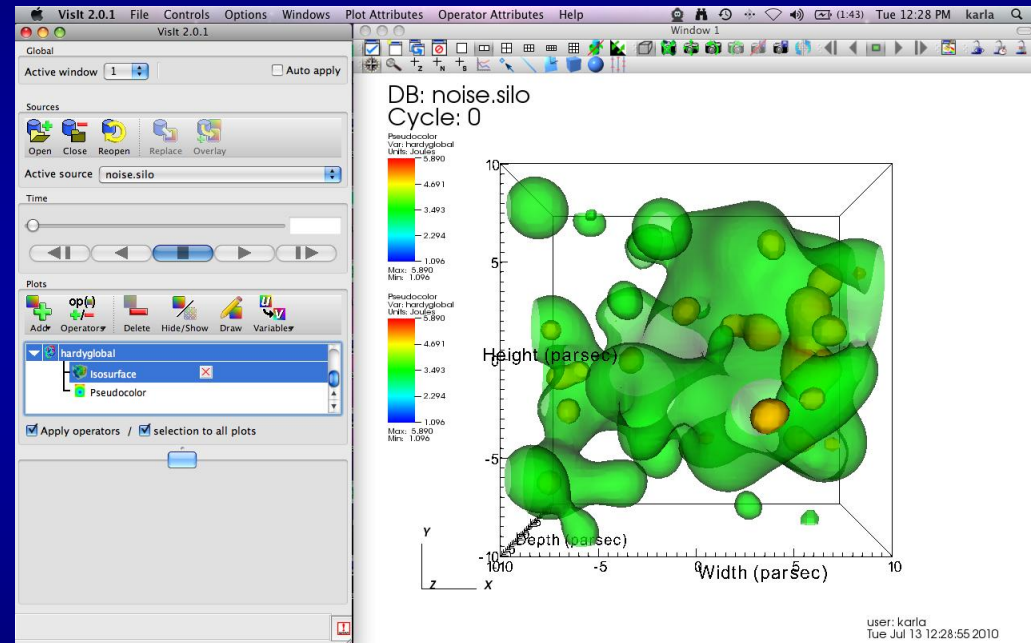 VisIt 2.0.1 File Controls Options Windows Plot Attributes Operator Attributes Help (1:43) Tue 12:28 PM karla
VisIt 2.0.1
Global
Active window 1 Auto apply
Sources
Open Close Reopen Replace Overlay
Active source noise.silo
Time
Plots
op(u)
Add Operators Delete Hide/Show Draw Variables
hardyglobal
Isosurface
Pseudocolor
Apply operators / selection to all plots
Window 1
DB: noise.silo
Cycle: 0
Pseudocolor
Var: hardyglobal
Units: Joules
5.890
4.691
3.493
2.294
1.096
Max: 5.890
Min: 1.096
Pseudocolor
Var: hardyglobal
Units: Joules
5.890
4.691
3.493
2.294
1.096
Max: 5.890
Min: 1.096
10
5
Height (parsec)
-5
-10
Depth (parsec)
-5 0 5 10
Width (parsec)
Y
Z X
user: karla
Tue Jul 13 12:28:55 2010